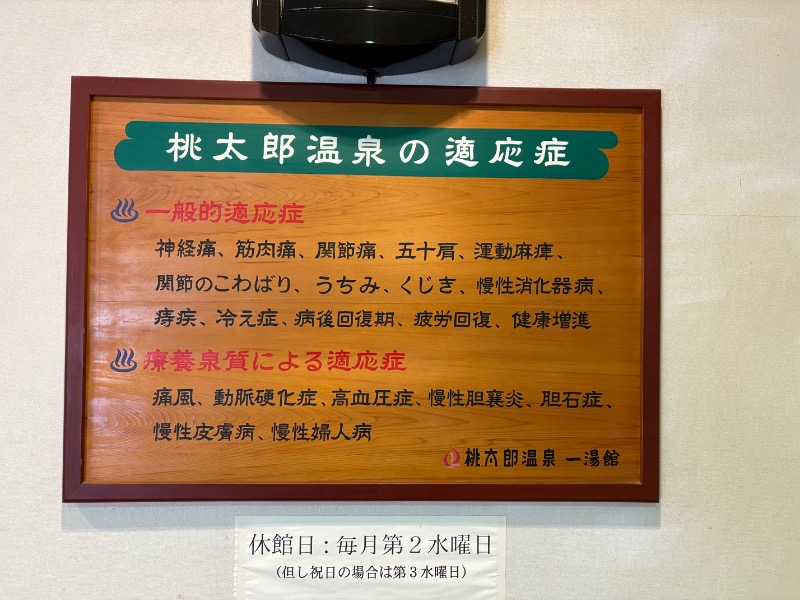 桃太郎温泉の適応症
一般的適応症
神経痛、筋肉痛、関節痛、五十肩、運動麻痺、
関節のこわばり、うちみ、くじき、慢性消化器病、
痔疾、冷え症、病後回復期、疲労回復、健康増進
療養泉質による適応症
痛風、動脈硬化症、高血圧症、慢性胆襄炎、胆石症、
慢性皮膚病、慢性婦人病
桃太郎温泉 一湯館
休館日：毎月第２水曜日
（但し祝日の場合は第３水曜日）